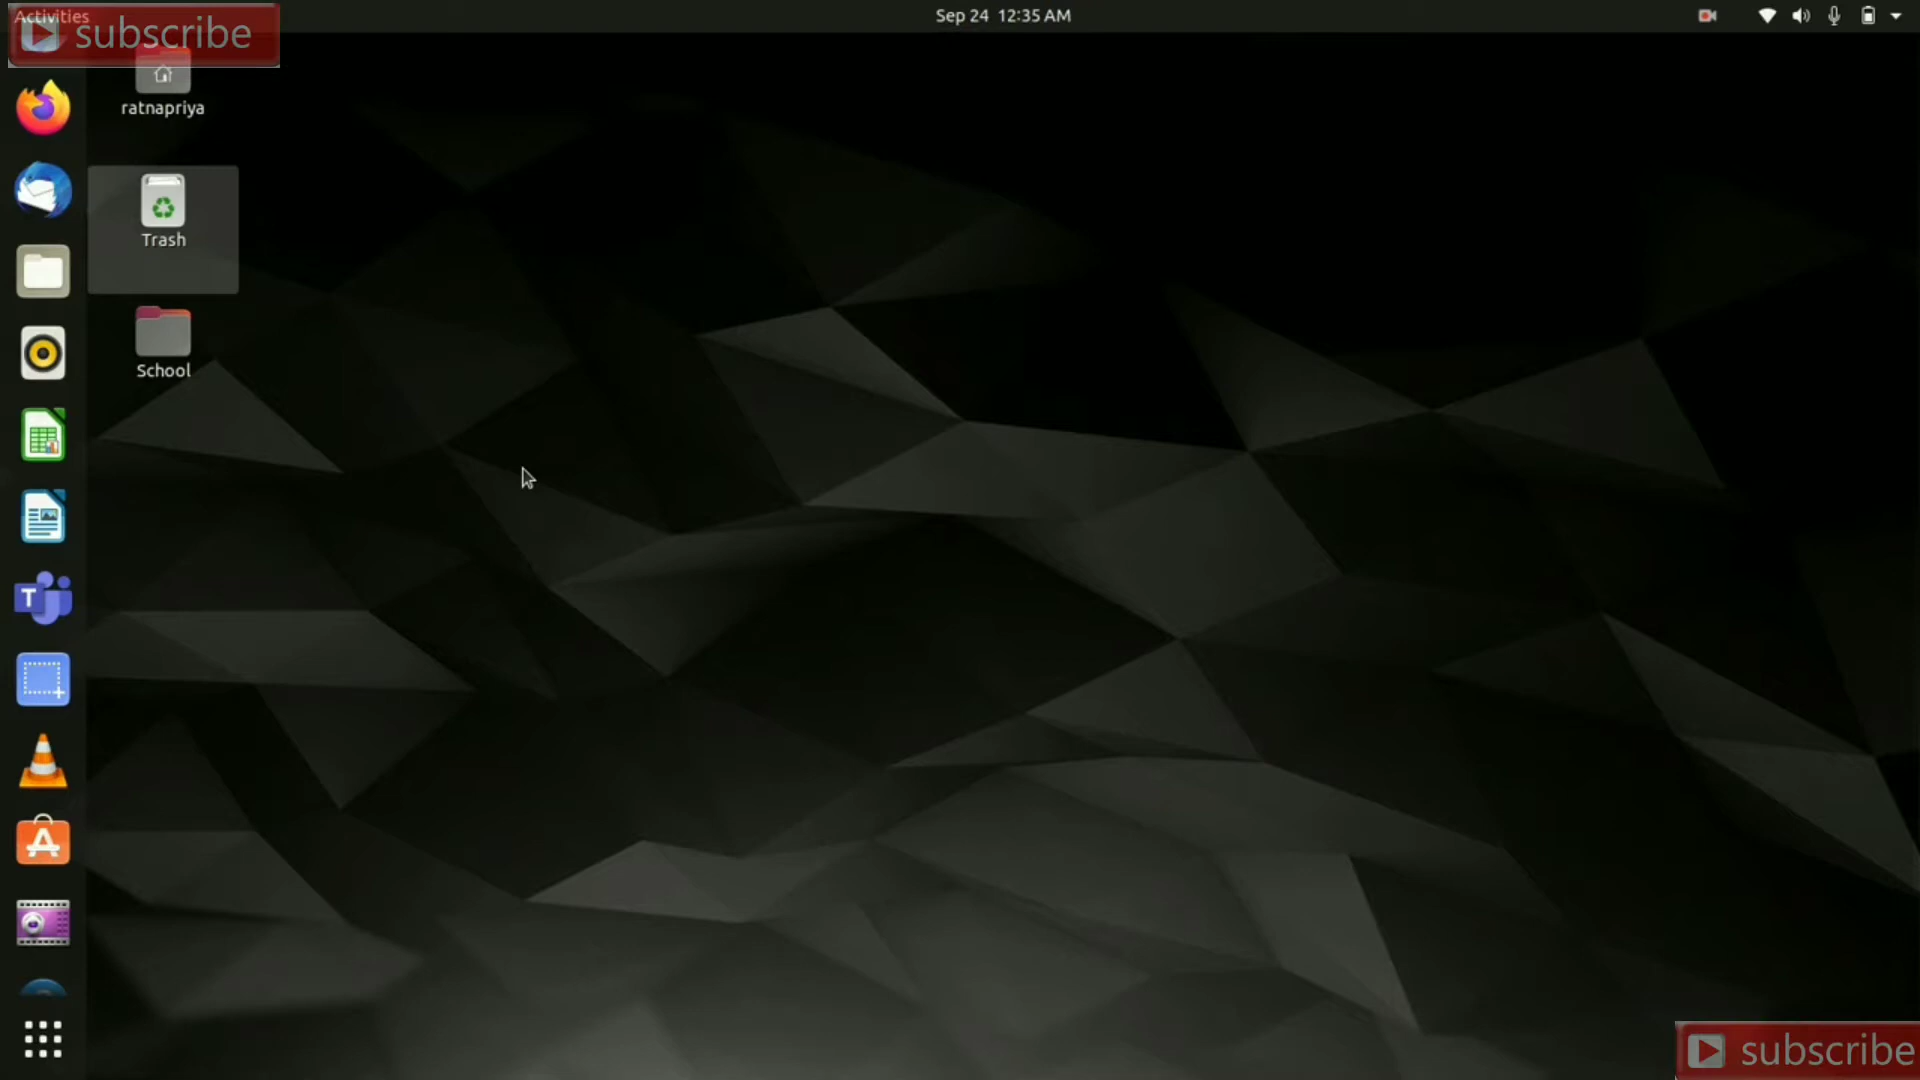 Activities
subscribe
Sep 24 12:35 AM
ratnapriya
Trash
School
T
A
subscribe